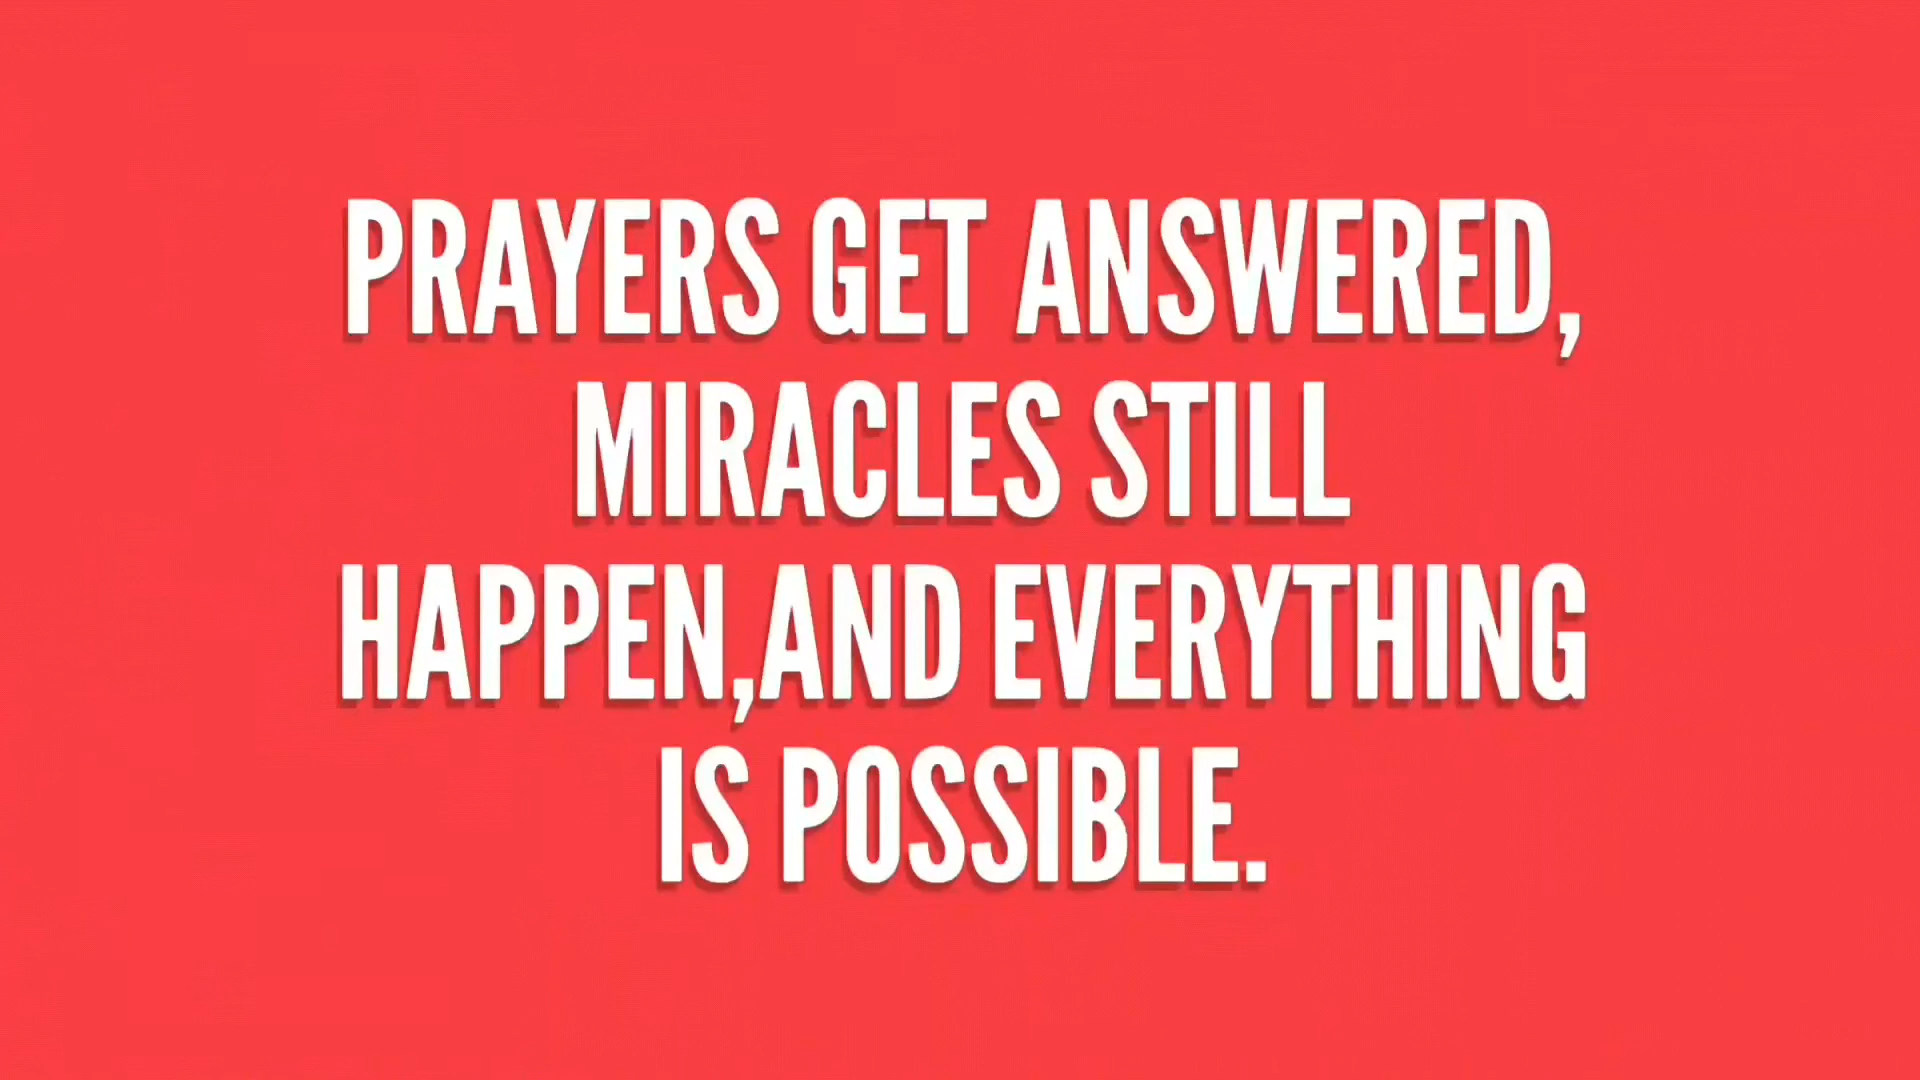 PRAYERS GET ANSWERED,
MIRACLES STILL
HAPPEN,AND EVERYTHING
IS POSSIBLE.